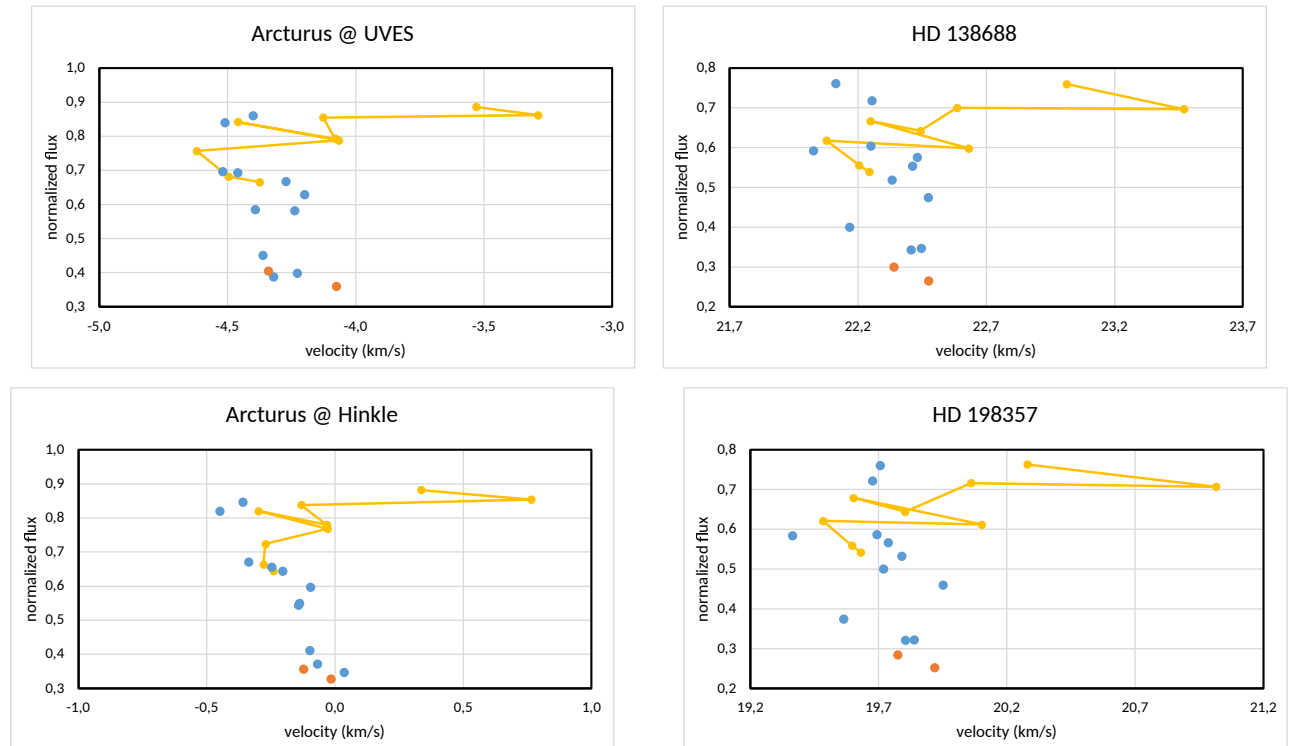 Arcturus @ UVES
1,0
0,9
0,8
0,7
0,6
0,5
0,4
0,3
normalized flux
-5,0 -4,5 -4,0 -3,5 -3,0
velocity (km/s)
HD 138688
0,8
0,7
0,6
0,5
0,4
0,3
0,2
normalized flux
21,7 22,2 22,7 23,2 23,7
velocity (km/s)
Arcturus @ Hinkle
1,0
0,9
0,8
0,7
0,6
0,5
0,4
0,3
normalized flux
-1,0 -0,5 0,0 0,5 1,0
velocity (km/s)
HD 198357
0,8
0,7
0,6
0,5
0,4
0,3
0,2
normalized flux
19,2 19,7 20,2 20,7 21,2
velocity (km/s)